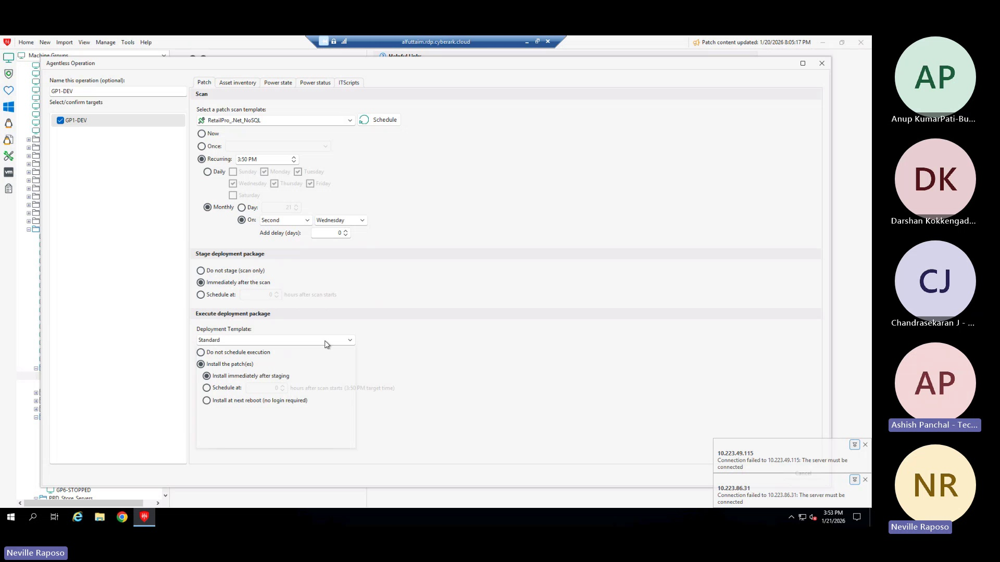 Home New Import View Manage Tools Help
alfuttaim.rdp.cyberark.cloud
Patch content updated: 1/20/2026 8:05:17 PM
Machine Groups
Helpful Links
Agentless Operation
Name this operation (optional):
GP1-DEV
Select/confirm targets
GP1-DEV
Patch Asset inventory Power state Power status ITScripts
Scan
Select a patch scan template:
RetailPro_.Net_NoSQL Schedule
Now
Once:
Recurring: 3:50 PM
Daily Sunday Monday Tuesday
Wednesday Thursday Friday
Saturday
Monthly Day: 21
On: Second Wednesday
Add delay (days): 0
Stage deployment package
Do not stage (scan only)
Immediately after the scan
Schedule at: 0 hours after scan starts
Execute deployment package
Deployment Template:
Standard
Do not schedule execution
Install the patch(es)
Install immediately after staging
Schedule at: 0 hours after scan starts (3:50 PM target time)
Install at next reboot (no login required)
vm
10.223.49.115
Connection failed to 10.223.49.115: The server must be
connected
Cancel
10.223.86.31
Connection failed to 10.223.86.31: The server must be
connected
GP6-STOPPED
PRD Store Servers
3:53 PM
1/21/2026
AP
Anup KumarPati-Bu...
DK
Darshan Kokkengad...
CJ
Chandrasekaran J - ...
AP
Ashish Panchal - Tec...
NR
Neville Raposo
Neville Raposo